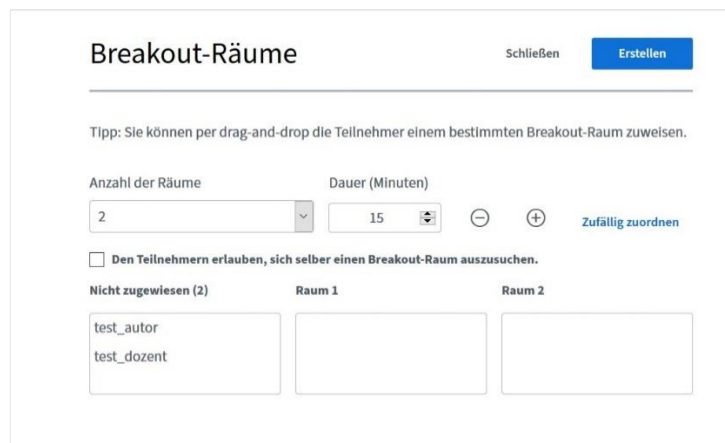 Breakout-Räume
Schließen
Erstellen
Tipp: Sie können per drag-and-drop die Teilnehmer einem bestimmten Breakout-Raum zuweisen.
Anzahl der Räume
Dauer (Minuten)
2
15
Zufällig zuordnen
Den Teilnehmern erlauben, sich selber einen Breakout-Raum auszusuchen.
Nicht zugewiesen (2)
Raum 1
Raum 2
test_autor
test_dozent